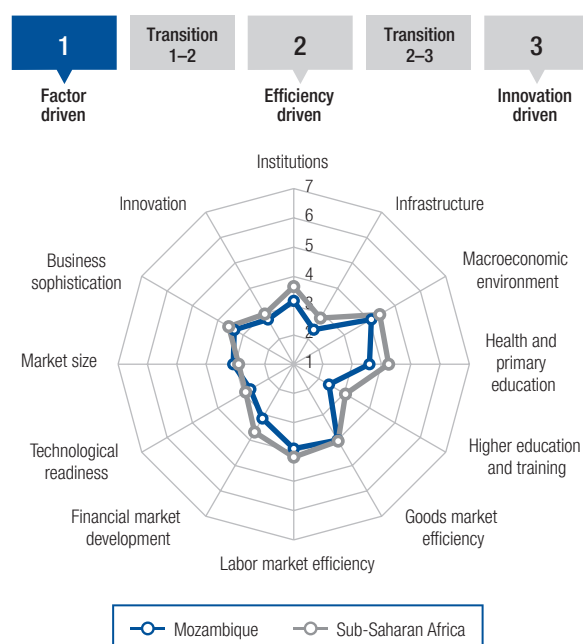 1
Transition
1–2
2
Transition
2–3
3
Factor
driven
Efficiency
driven
Innovation
driven
Institutions
7
6
5
4
3
2
1
Innovation
Infrastructure
Business
sophistication
Macroeconomic
environment
Market size
Health and
primary
education
Technological
readiness
Higher education
and training
Financial market
development
Goods market
efficiency
Labor market efficiency
Mozambique
Sub-Saharan Africa